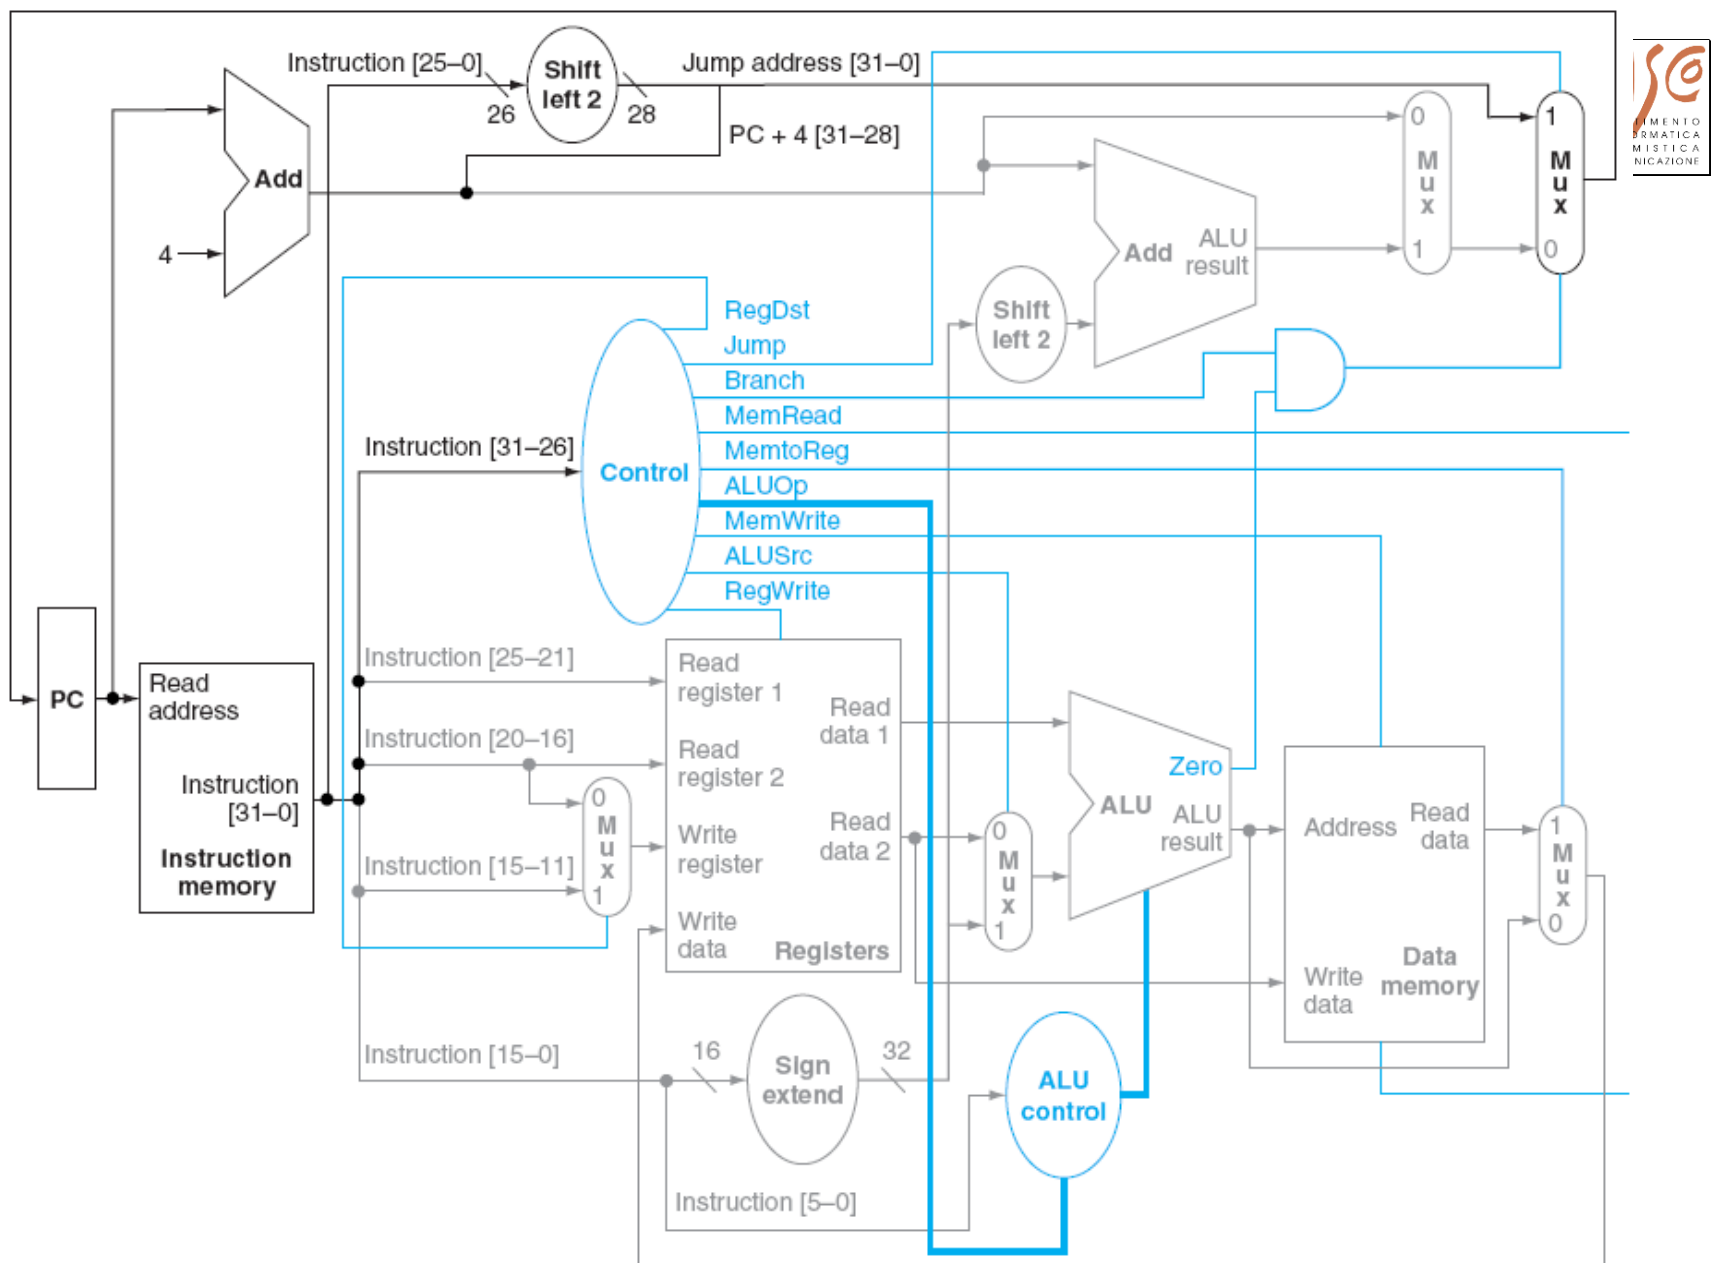 Instruction [25–0]
Shift
left 2
Jump address [31–0]
26
28
PC + 4 [31–28]
Add
4
0
M
u
x
1
1
M
u
x
0
IMENTO
RMATICA
MISTICA
NICAZIONE
Add
ALU
result
Shift
left 2
RegDst
Jump
Branch
MemRead
MemtoReg
ALUOp
MemWrite
ALUSrc
RegWrite
Instruction [31–26]
Control
PC
Read
address
Instruction
[31–0]
Instruction
memory
Instruction [25–21]
Instruction [20–16]
Instruction [15–11]
0
M
u
x
1
Read
register 1
Read
register 2
Write
register
Write
data
Read
data 1
Read
data 2
Registers
0
M
u
x
1
Zero
ALU
ALU
result
Address
Read
data
Write
data
Data
memory
1
M
u
x
0
Instruction [15–0]
16
Sign
extend
32
ALU
control
Instruction [5–0]